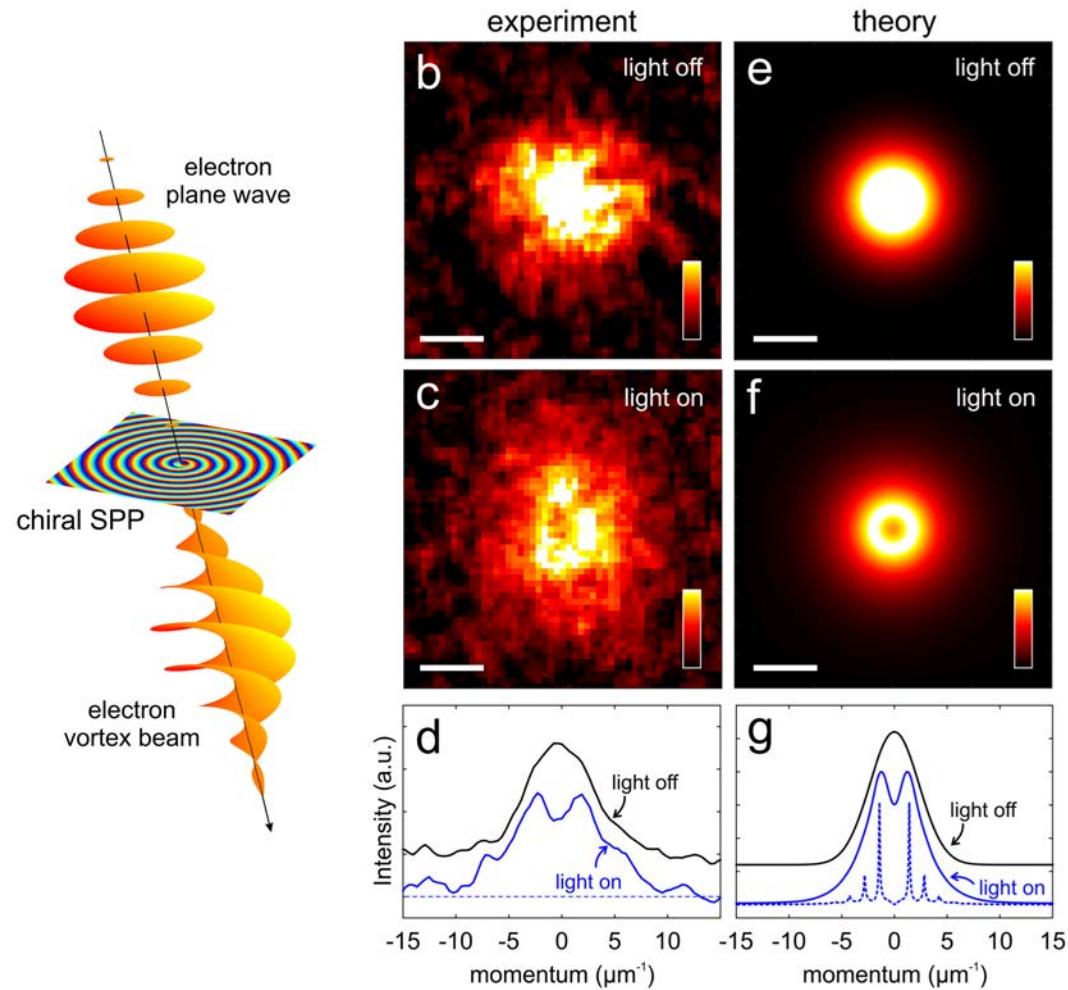 experiment
theory
electron
plane wave
chiral SPP
electron
vortex beam
b
light off
e
light off
c
light on
f
light on
d
light off
light on
Intensity (a.u.)
-15 -10 -5 0 5 10 15
momentum (µm⁻¹)
g
light off
light on
-15 -10 -5 0 5 10 15
momentum (µm⁻¹)